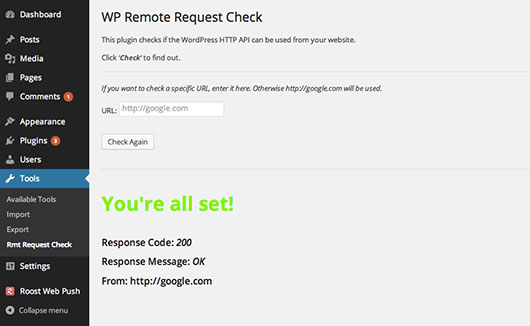 Dashboard
Posts
Media
Pages
Comments 1
Appearance
Plugins 3
Users
Tools
Available Tools
Import
Export
Rmt Request Check
Settings
Roost Web Push
Collapse menu
WP Remote Request Check
This plugin checks if the WordPress HTTP API can be used from your website.
Click 'Check' to find out.
If you want to check a specific URL, enter it here. Otherwise http://google.com will be used.
URL: http://google.com
Check Again
You're all set!
Response Code: 200
Response Message: OK
From: http://google.com